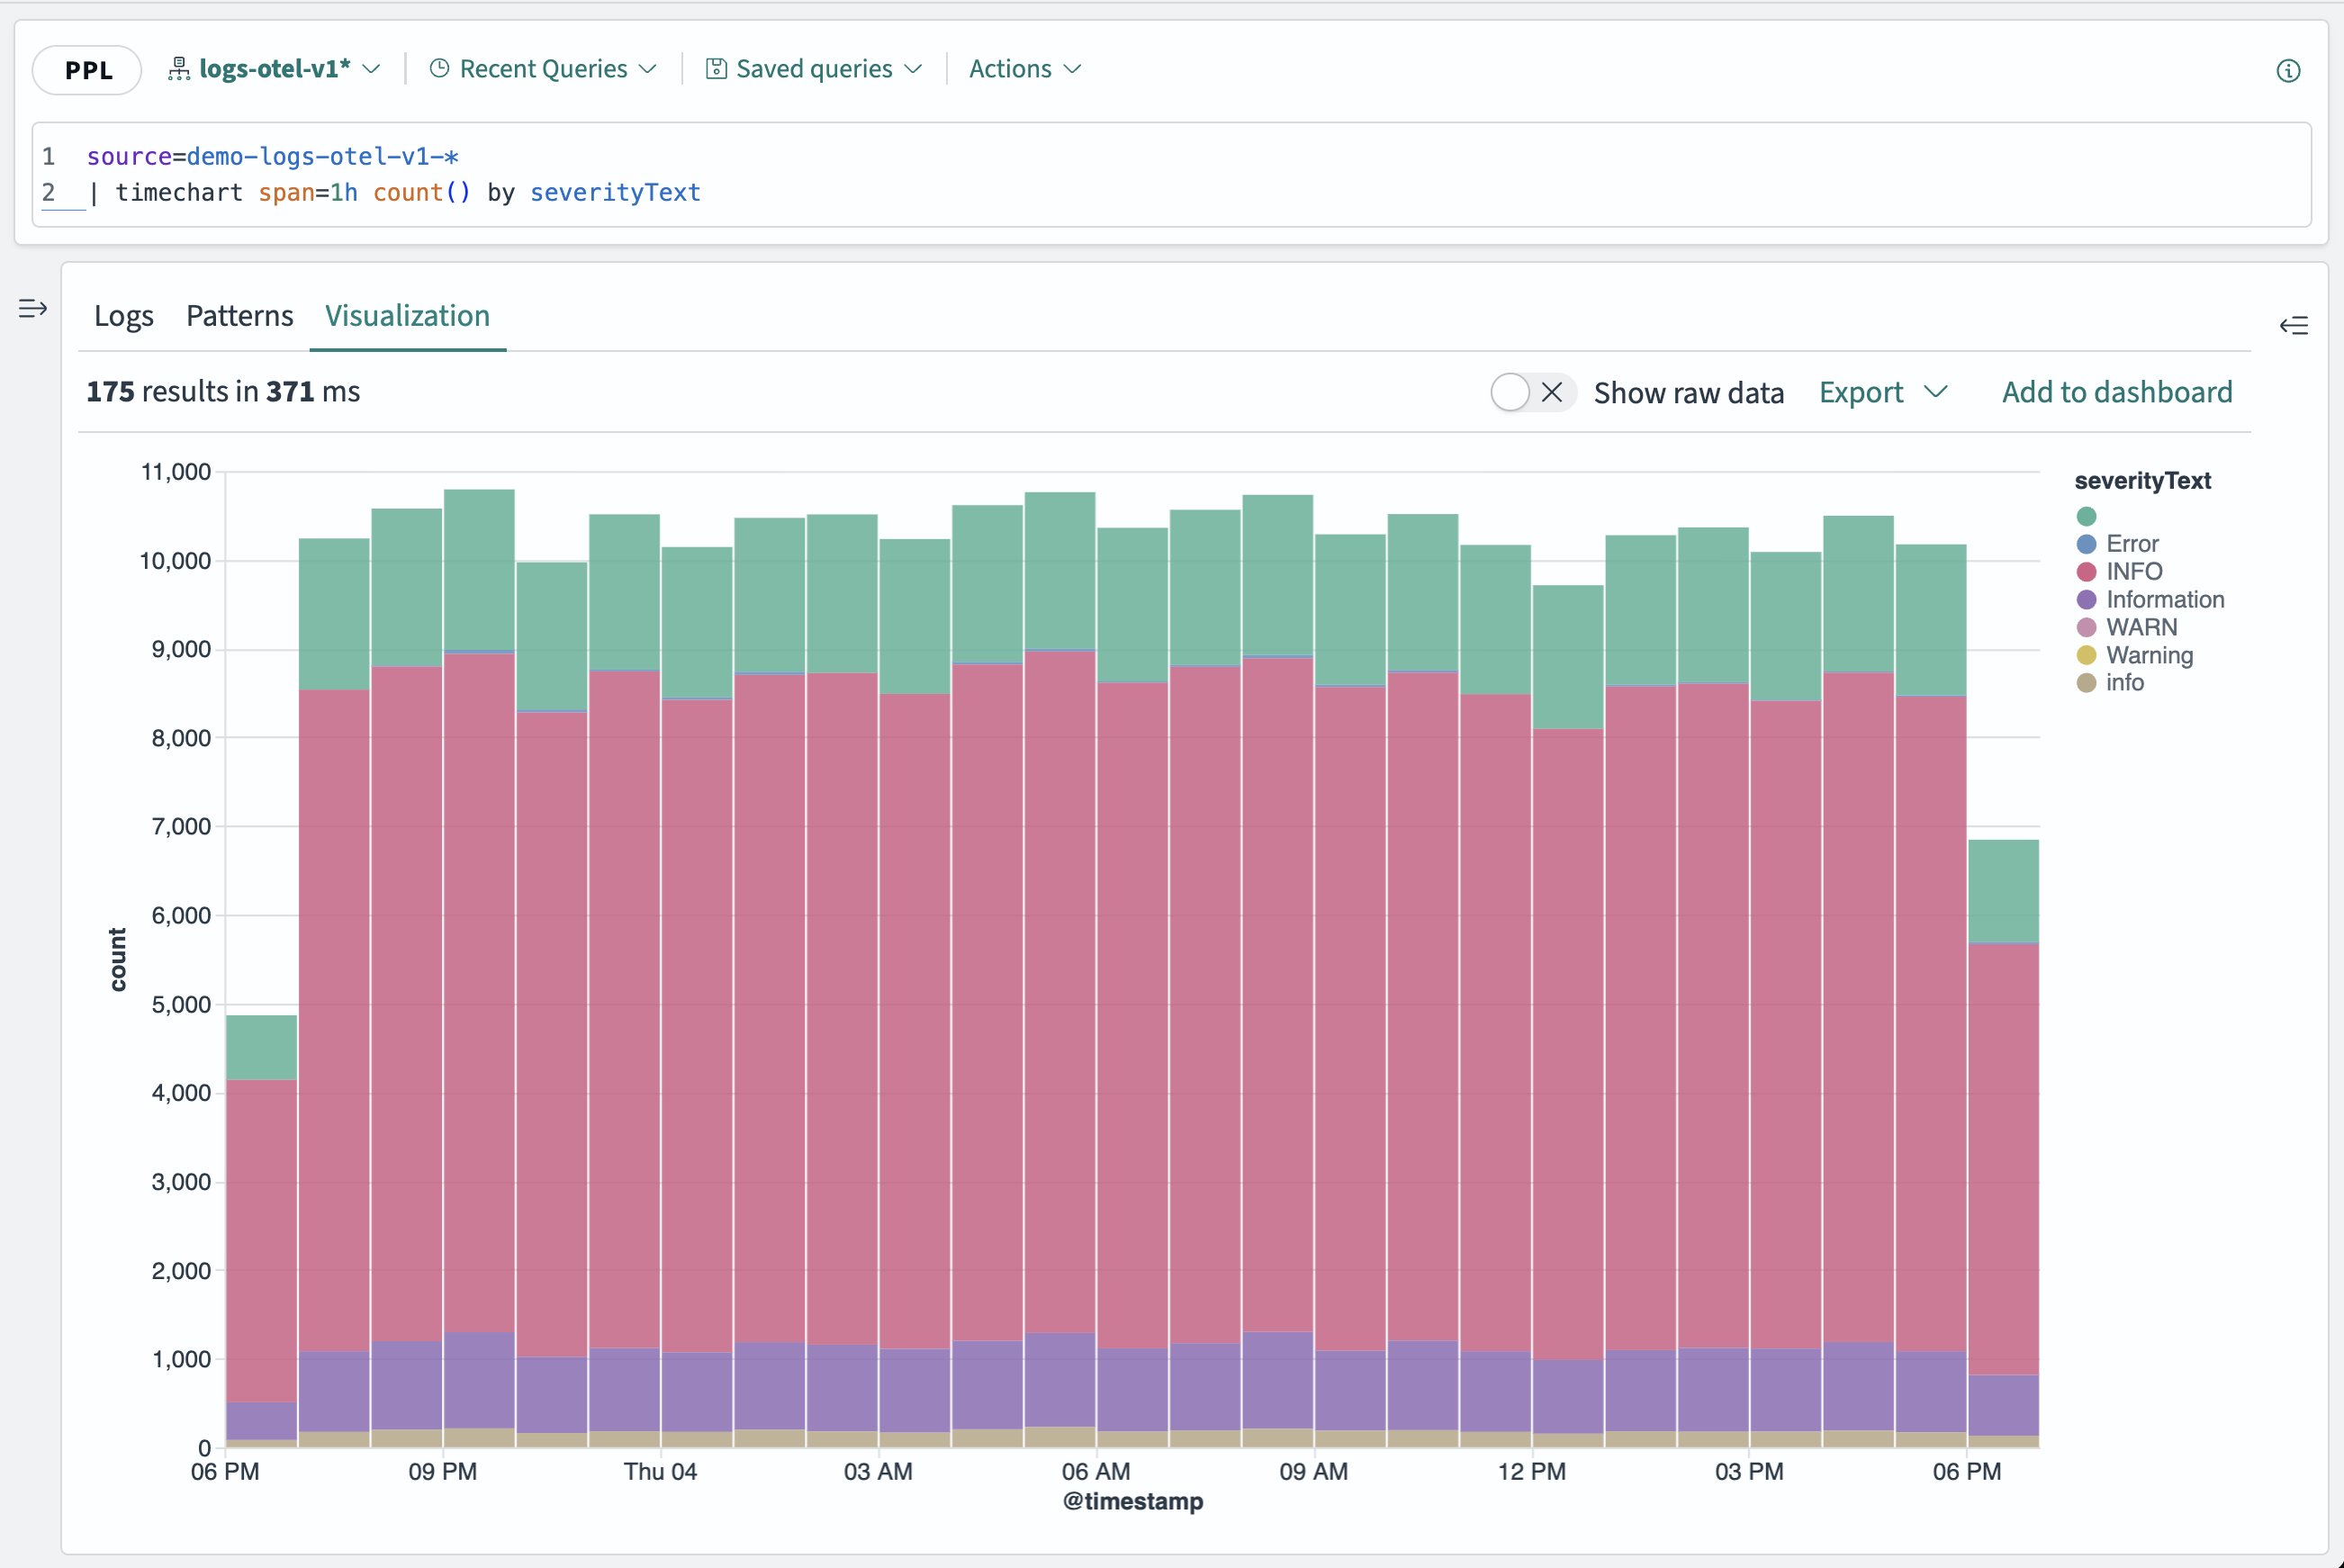 PPL logs-otel-v1* Recent Queries Saved queries Actions
1 source=demo-logs-otel-v1-*
2 | timechart span=1h count() by severityText
Logs Patterns Visualization
175 results in 371 ms Show raw data Export Add to dashboard
11,000
10,000
9,000
8,000
7,000
6,000
5,000
4,000
3,000
2,000
1,000
0
count
06 PM 09 PM Thu 04 03 AM 06 AM 09 AM 12 PM 03 PM 06 PM
@timestamp
severityText
Error
INFO
Information
WARN
Warning
info